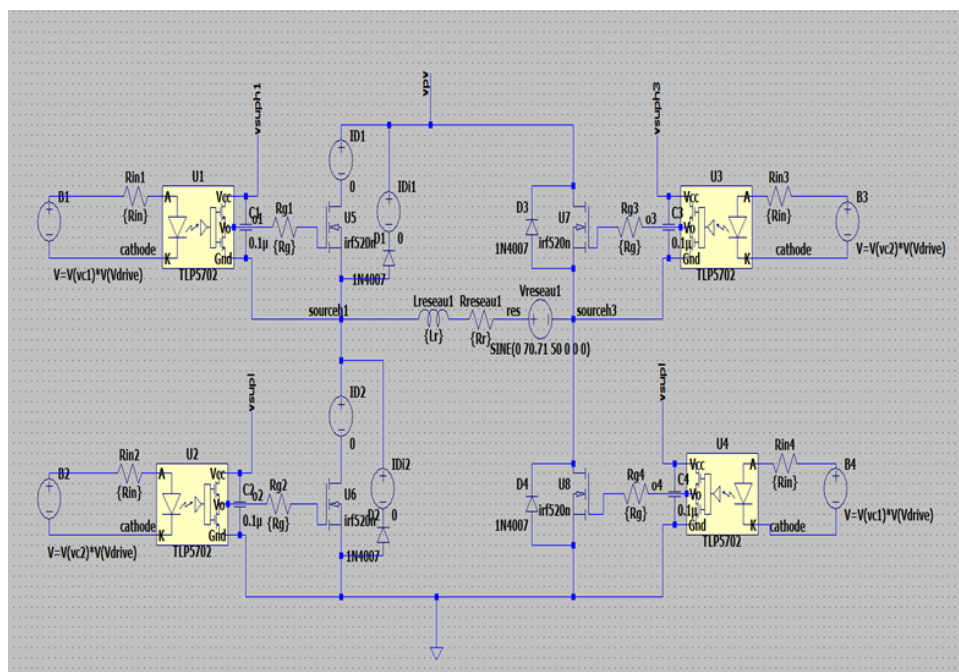 vpv
vsuph1
vsuph3
ID1
0
IDi1
0
U1
U3
Rin1
{Rin}
B1
A
Vcc
C1
o1
Vo
0.1µ
cathode
K
Gnd
TLP5702
V=V(vc1)*V(Vdrive)
Rg1
{Rg}
U5
irf520n
D1
1N4007
D3
1N4007
U7
irf520n
Rg3
{Rg}
o3
C3
0.1µ
Vcc
Vo
Gnd
A
K
TLP5702
Rin3
{Rin}
B3
cathode
V=V(vc2)*V(Vdrive)
sourceh1
Lreseau1
{Lr}
Rreseau1
{Rr}
res
Vreseau1
SINE(0 70.71 50 0 0 0)
sourceh3
vsupl
vsupl
ID2
0
IDi2
0
U2
U4
Rin2
{Rin}
B2
A
Vcc
C2
o2
Vo
0.1µ
cathode
K
Gnd
TLP5702
V=V(vc2)*V(Vdrive)
Rg2
{Rg}
U6
irf520n
D2
1N4007
D4
1N4007
U8
irf520n
Rg4
{Rg}
o4
C4
0.1µ
Vcc
Vo
Gnd
A
K
TLP5702
Rin4
{Rin}
B4
cathode
V=V(vc1)*V(Vdrive)